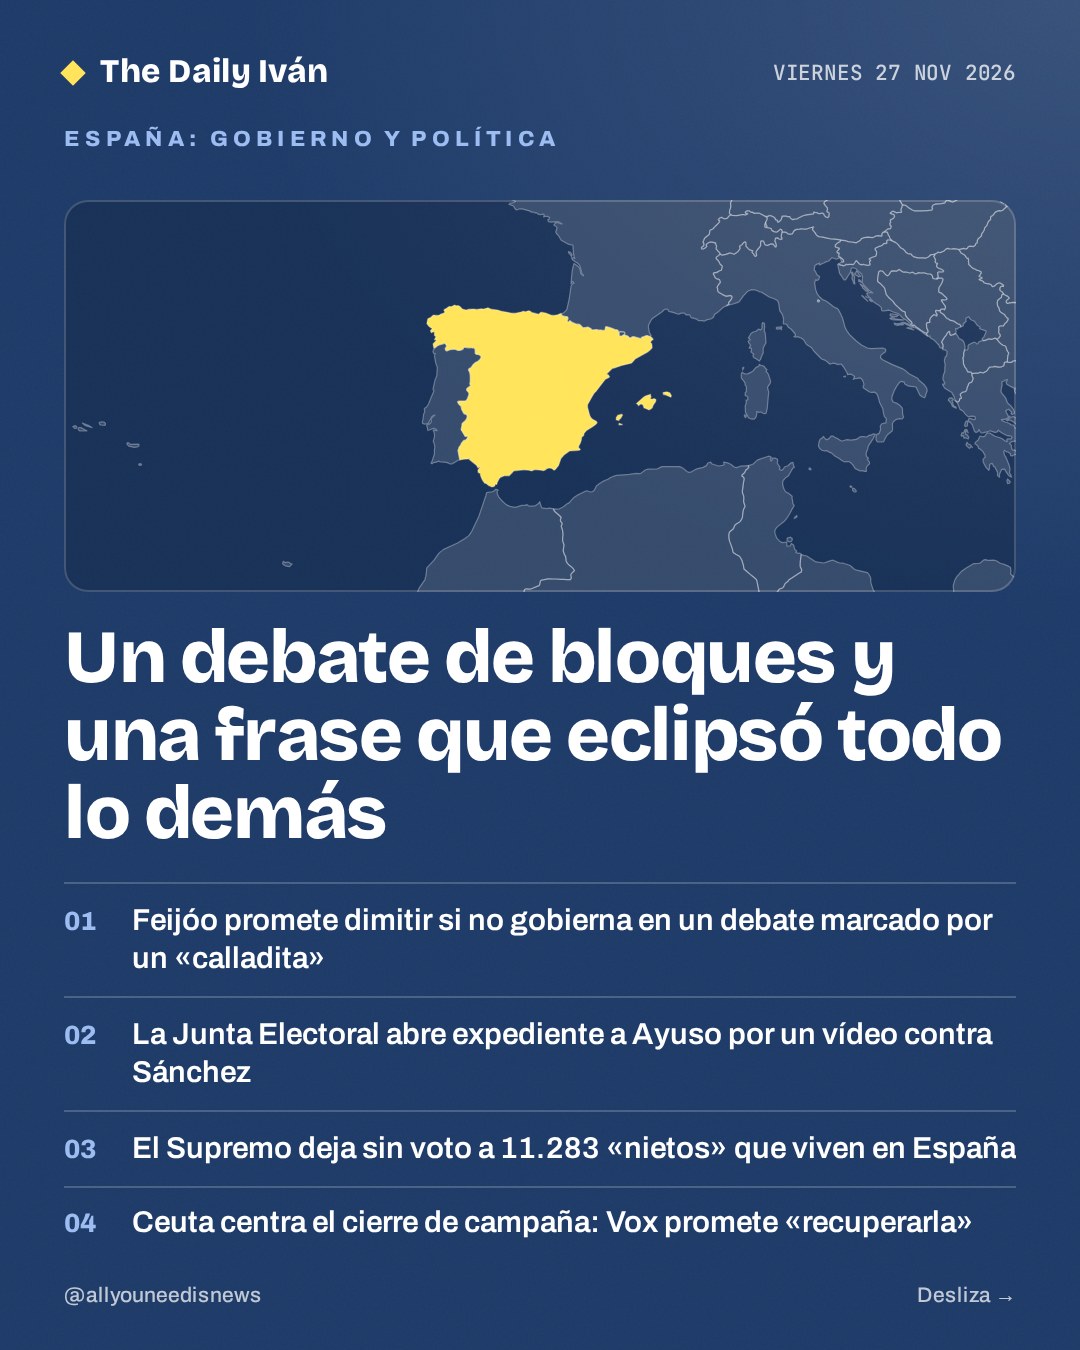 The Daily Iván
VIERNES 27 NOV 2026
ESPAÑA: GOBIERNO Y POLÍTICA
Un debate de bloques y
una frase que eclipsó todo
lo demás
01 Feijóo promete dimitir si no gobierna en un debate marcado por
un «calladita»
02 La Junta Electoral abre expediente a Ayuso por un vídeo contra
Sánchez
03 El Supremo deja sin voto a 11.283 «nietos» que viven en España
04 Ceuta centra el cierre de campaña: Vox promete «recuperarla»
@allyouneedisnews
Desliza →